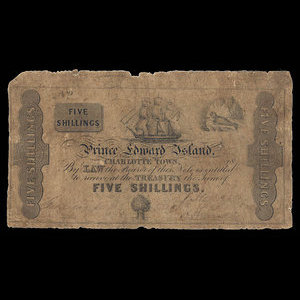 FIVE
SHILLINGS
FIVE SHILLINGS
FIVE SHILLINGS
Prince Edward Island.
CHARLOTTE TOWN,
By LAW the Bearer of this Note is entitled
to receive at the TREASURY the Sum of
FIVE SHILLINGS.